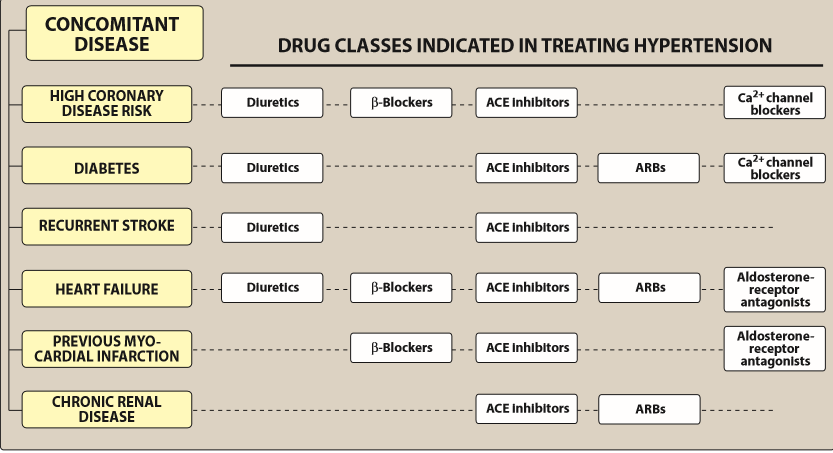 CONCOMITANT
DISEASE
DRUG CLASSES INDICATED IN TREATING HYPERTENSION
HIGH CORONARY
DISEASE RISK
Diuretics
β-Blockers
ACE inhibitors
Ca2+ channel
blockers
DIABETES
Diuretics
ACE inhibitors
ARBs
Ca2+ channel
blockers
RECURRENT STROKE
Diuretics
ACE inhibitors
HEART FAILURE
Diuretics
β-Blockers
ACE inhibitors
ARBs
Aldosterone-
receptor
antagonists
PREVIOUS MYO-
CARDIAL INFARCTION
β-Blockers
ACE inhibitors
Aldosterone-
receptor
antagonists
CHRONIC RENAL
DISEASE
ACE inhibitors
ARBs